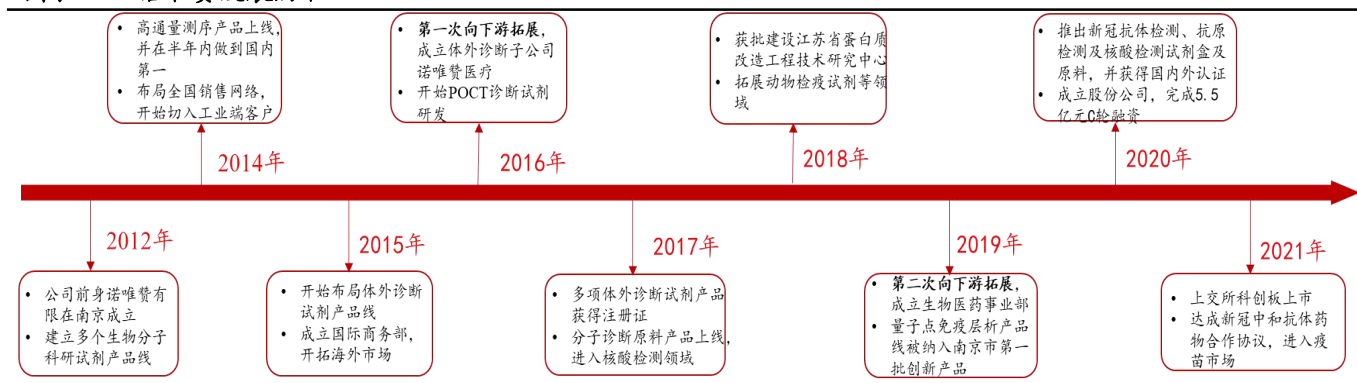 • 高通量测序产品上线,
并在半年内做到国内
第一
• 布局全国销售网络,
开始切入工业端客户
2014年
• 第一次向下游拓展,
成立体外诊断子公司
诺唯赞医疗
• 开始POCT诊断试剂
研发
2016年
• 获批建设江苏省蛋白质
改造工程技术研究中心
• 拓展动物检疫试剂等领
域
2018年
• 推出新冠抗体检测、抗原
检测及核酸检测试剂盒及
原料, 并获得国内外认证
• 成立股份公司, 完成5.5
亿元C轮融资
2020年
2012年
• 公司前身诺唯赞有
限在南京成立
• 建立多个生物分子
科研试剂产品线
2015年
• 开始布局体外诊断
试剂产品线
• 成立国际商务部,
开拓海外市场
2017年
• 多项体外诊断试剂产品
获得注册证
• 分子诊断原料产品上线,
进入核酸检测领域
2019年
• 第二次向下游拓展,
成立生物医药事业部
• 量子点免疫层析产品
线被纳入南京市第一
批创新产品
2021年
• 上交所科创板上市
• 达成新冠中和抗体药
物合作协议, 进入疫
苗市场